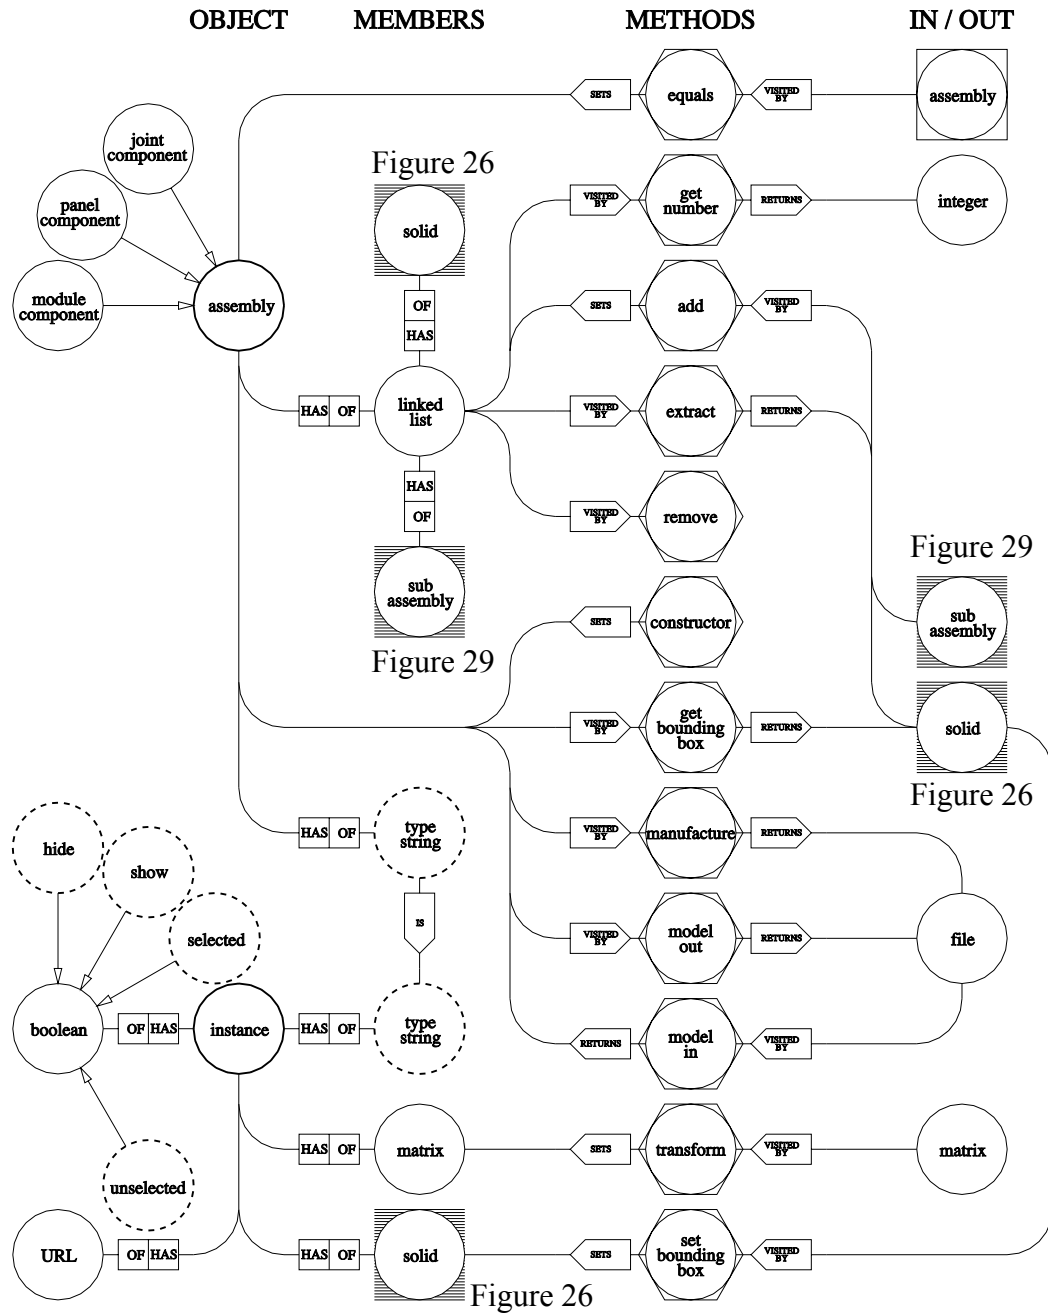 OBJECT MEMBERS METHODS IN / OUT
SETS
equals
VISITED
BY
assembly
joint
component
Figure 26
panel
component
solid
VISITED
BY
get
number
RETURNS
integer
module
component
assembly
OF
HAS
SETS
add
VISITED
BY
HAS OF
linked
list
VISITED
BY
extract
RETURNS
HAS
OF
VISITED
BY
remove
Figure 29
sub
assembly
Figure 29
SETS
constructor
sub
assembly
VISITED
BY
get
bounding
box
RETURNS
solid
Figure 26
HAS OF
type
string
VISITED
BY
manufacture
RETURNS
hide
show
selected
IS
VISITED
BY
model
out
RETURNS
file
boolean
OF HAS
instance
HAS OF
type
string
RETURNS
model
in
VISITED
BY
unselected
HAS OF
matrix
SETS
transform
VISITED
BY
matrix
URL
OF HAS
HAS OF
solid
SETS
set
bounding
box
VISITED
BY
Figure 26